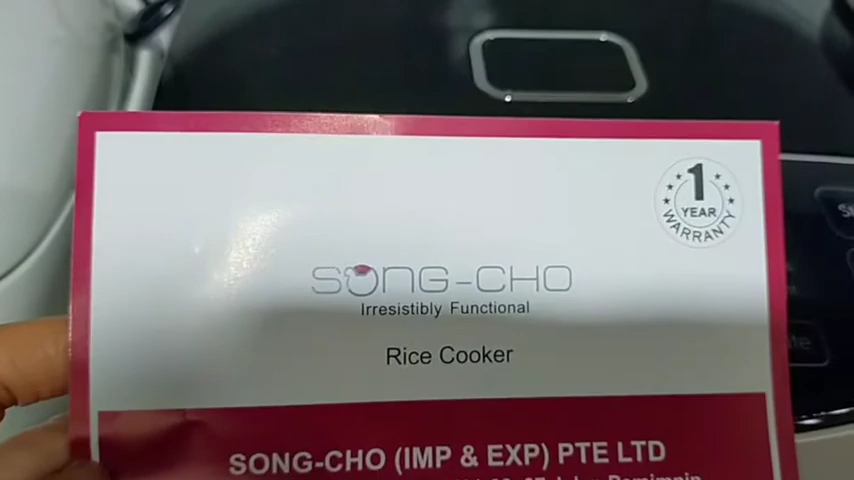 1
YEAR
WARRANTY
SONG-CHO
Irresistibly Functional
Rice Cooker
SONG-CHO (IMP & EXP) PTE LTD